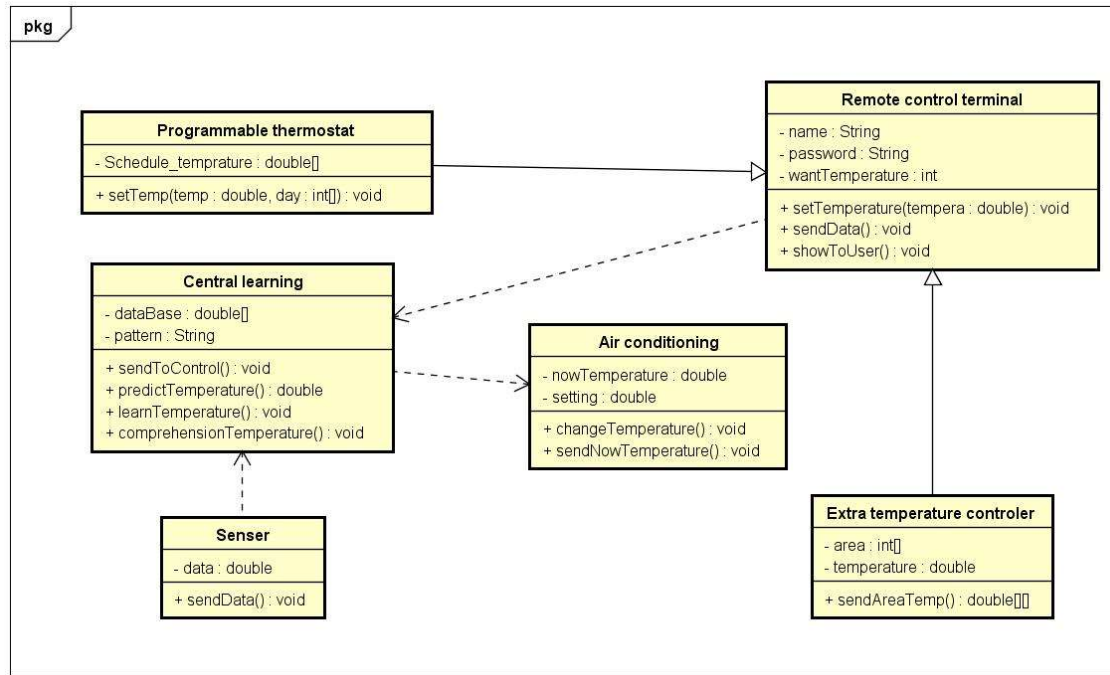 pkg
Programmable thermostat
- Schedule_temprature : double[]
+ setTemp(temp : double, day : int[]) : void
Remote control terminal
- name : String
- password : String
- wantTemperature : int
+ setTemperature(tempera : double) : void
+ sendData() : void
+ showToUser() : void
Central learning
- dataBase : double[]
- pattern : String
+ sendToControl() : void
+ predictTemperature() : double
+ learnTemperature() : void
+ comprehensionTemperature() : void
Air conditioning
- nowTemperature : double
- setting : double
+ changeTemperature() : void
+ sendNowTemperature() : void
Senser
- data : double
+ sendData() : void
Extra temperature controler
- area : int[]
- temperature : double
+ sendAreaTemp() : double[][]